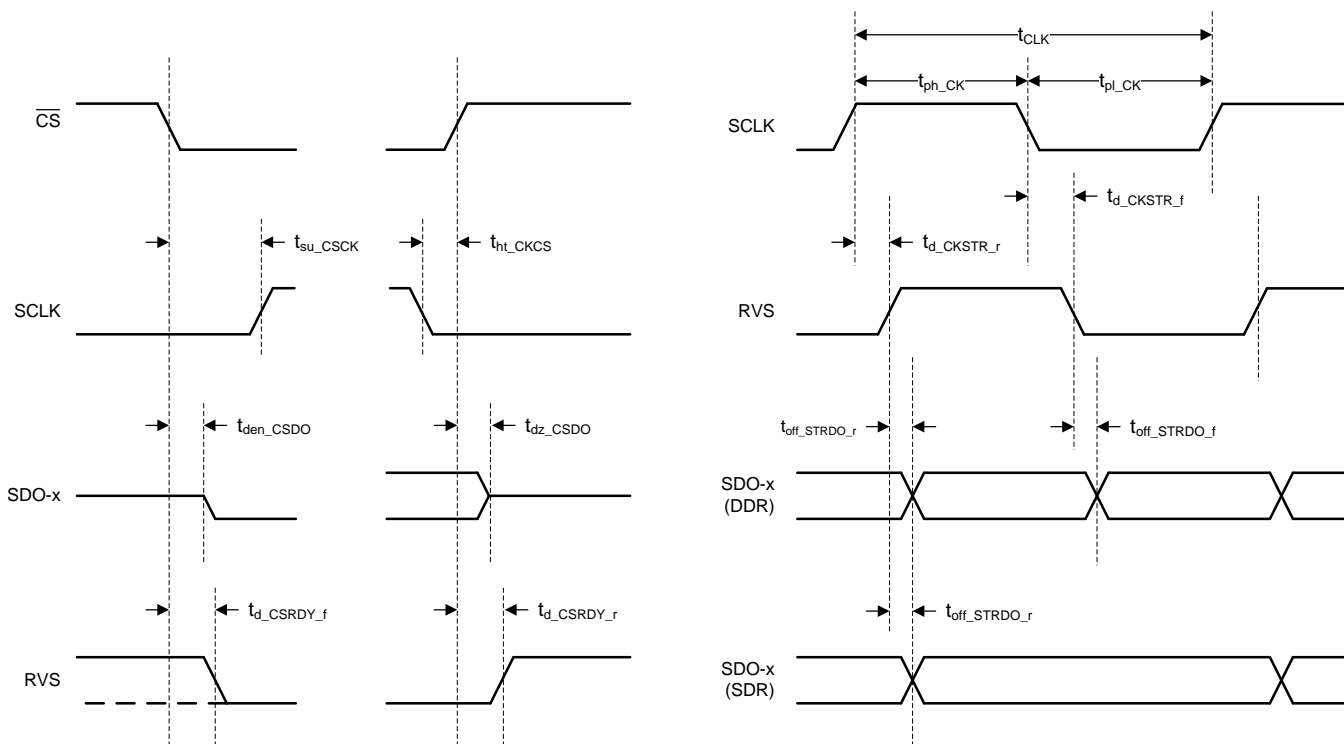 t_CLK
t_ph_CK t_pl_CK
C̅S̅ SCLK
t_d_CKSTR_f
t_su_CSCK t_ht_CKCS t_d_CKSTR_r
SCLK RVS
t_den_CSDO t_dz_CSDO t_off_STRDO_r t_off_STRDO_f
SDO-x SDO-x
(DDR)
t_d_CSRDY_f t_d_CSRDY_r t_off_STRDO_r
RVS SDO-x
(SDR)